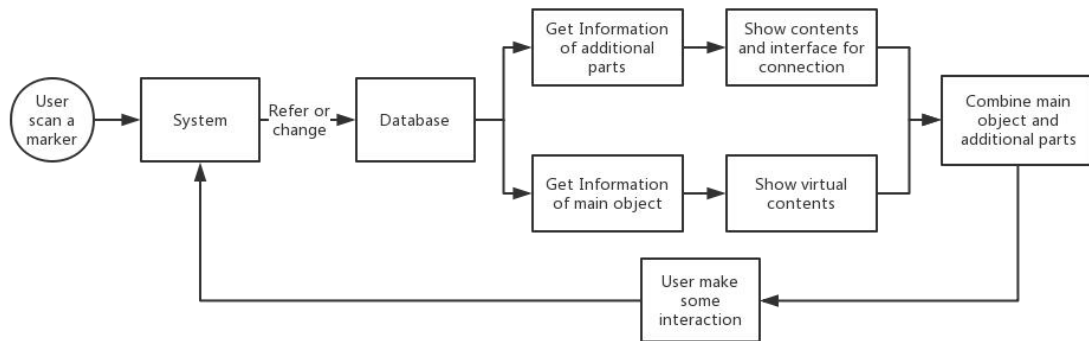 User
scan a
marker
System
Refer or
change
Database
Get Information
of additional
parts
Show contents
and interface for
connection
Get Information
of main object
Show virtual
contents
Combine main
object and
additional parts
User make
some
interaction